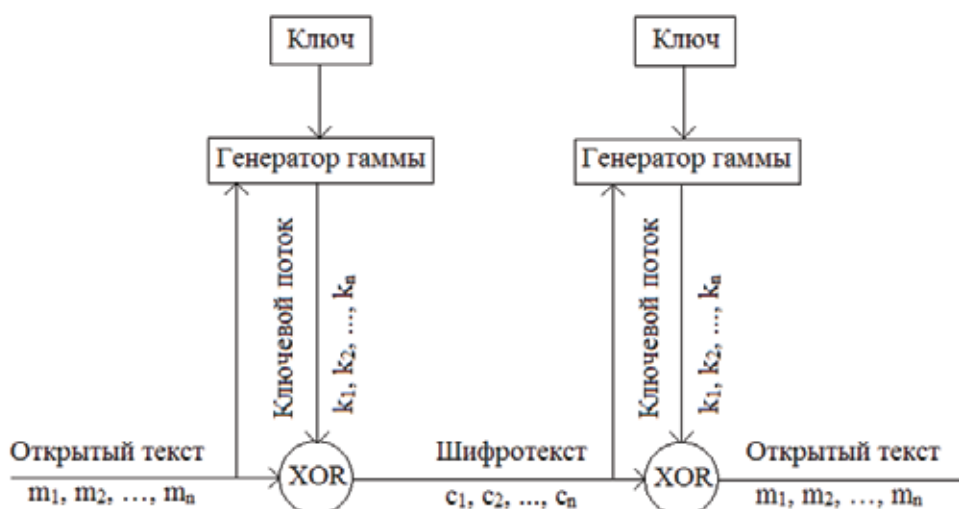 Ключ
Ключ
Генератор гаммы
Генератор гаммы
Ключевой поток
k₁, k₂, ..., kₙ
Ключевой поток
k₁, k₂, ..., kₙ
Открытый текст
XOR
Шифротекст
XOR
Открытый текст
m₁, m₂, ..., mₙ
c₁, c₂, ..., cₙ
m₁, m₂, ..., mₙ